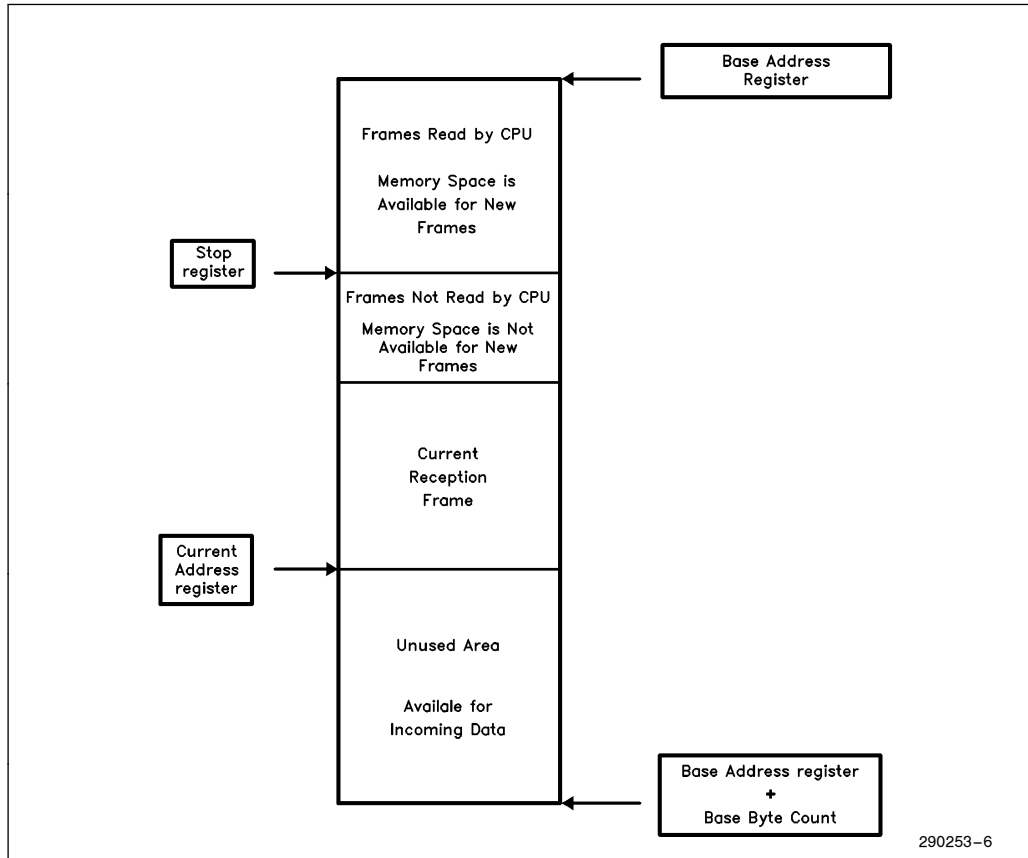 Base Address
Register
Frames Read by CPU
Memory Space is
Available for New
Frames
Stop
register
Frames Not Read by CPU
Memory Space is Not
Available for New
Frames
Current
Reception
Frame
Current
Address
register
Unused Area
Availale for
Incoming Data
Base Address register
+
Base Byte Count
290253-6